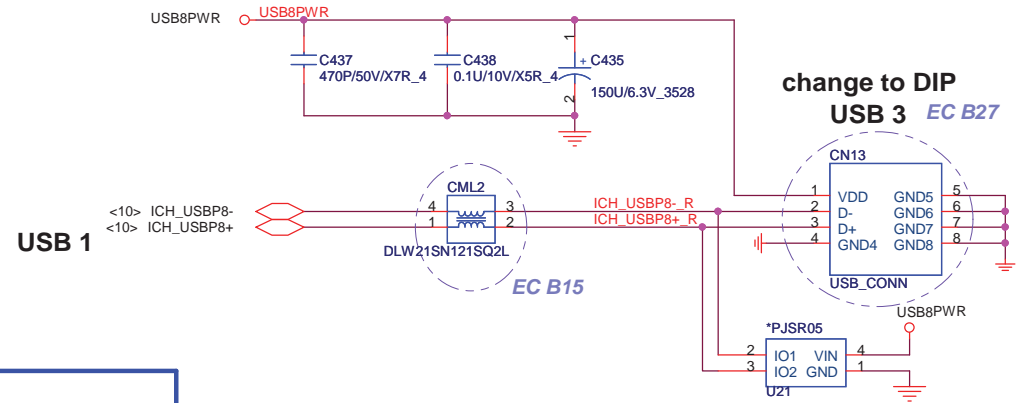 USB8PWR
USB8PWR
1
C437
470P/50V/X7R_4
C438
0.1U/10V/X5R_4
+ C435
150U/6.3V_3528
2
change to DIP
USB 3 EC B27
CN13
1 VDD GND5 5
2 D- GND6 6
3 D+ GND7 7
4 GND4 GND8 8
USB_CONN
CML2
<10> ICH_USBP8- 4 3 ICH_USBP8-_R
<10> ICH_USBP8+ 1 2 ICH_USBP8+_R
USB 1
DLW21SN121SQ2L
EC B15
USB8PWR
*PJSR05
2 IO1 VIN 4
3 IO2 GND 1
U21